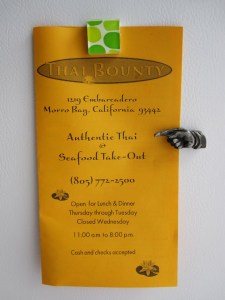 THAI BOUNTY
1219 Embarcadero
Morro Bay, California 93442
Authentic Thai
&
Seafood Take-Out
(805) 772-2500
Open for Lunch & Dinner
Thursday through Tuesday
Closed Wednesday
11:00 a.m. to 8:00 p.m.
Cash and checks accepted